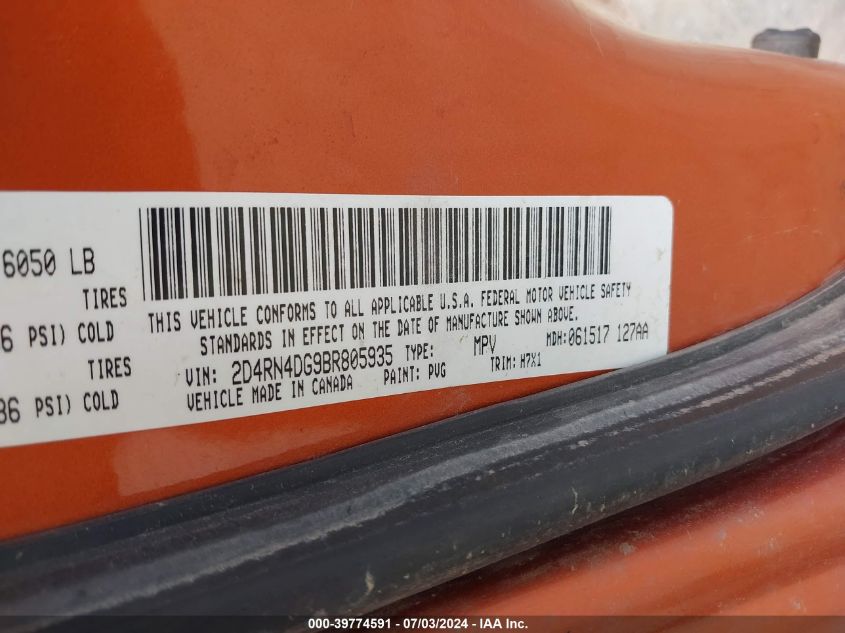 6050 LB
TIRES
6 PSI) COLD
TIRES
36 PSI) COLD
THIS VEHICLE CONFORMS TO ALL APPLICABLE U.S.A. FEDERAL MOTOR VEHICLE SAFETY
STANDARDS IN EFFECT ON THE DATE OF MANUFACTURE SHOWN ABOVE.
VIN: 2D4RN4DG9BR805935 TYPE: MPV MDH: 061517 127AA
VEHICLE MADE IN CANADA PAINT: PVG TRIM: M7X1
000-39774591 - 07/03/2024 - IAA Inc.